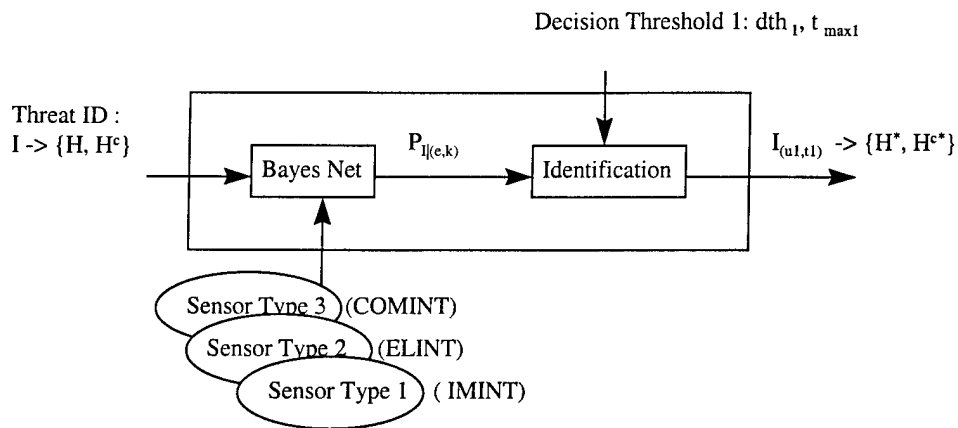 Decision Threshold 1: dth 1, t max1
Threat ID :
I -> {H, Hᶜ}
P I|(e,k)
I (u1,t1) -> {H*, Hᶜ*}
Bayes Net
Identification
Sensor Type 3 (COMINT)
Sensor Type 2 (ELINT)
Sensor Type 1 ( IMINT)